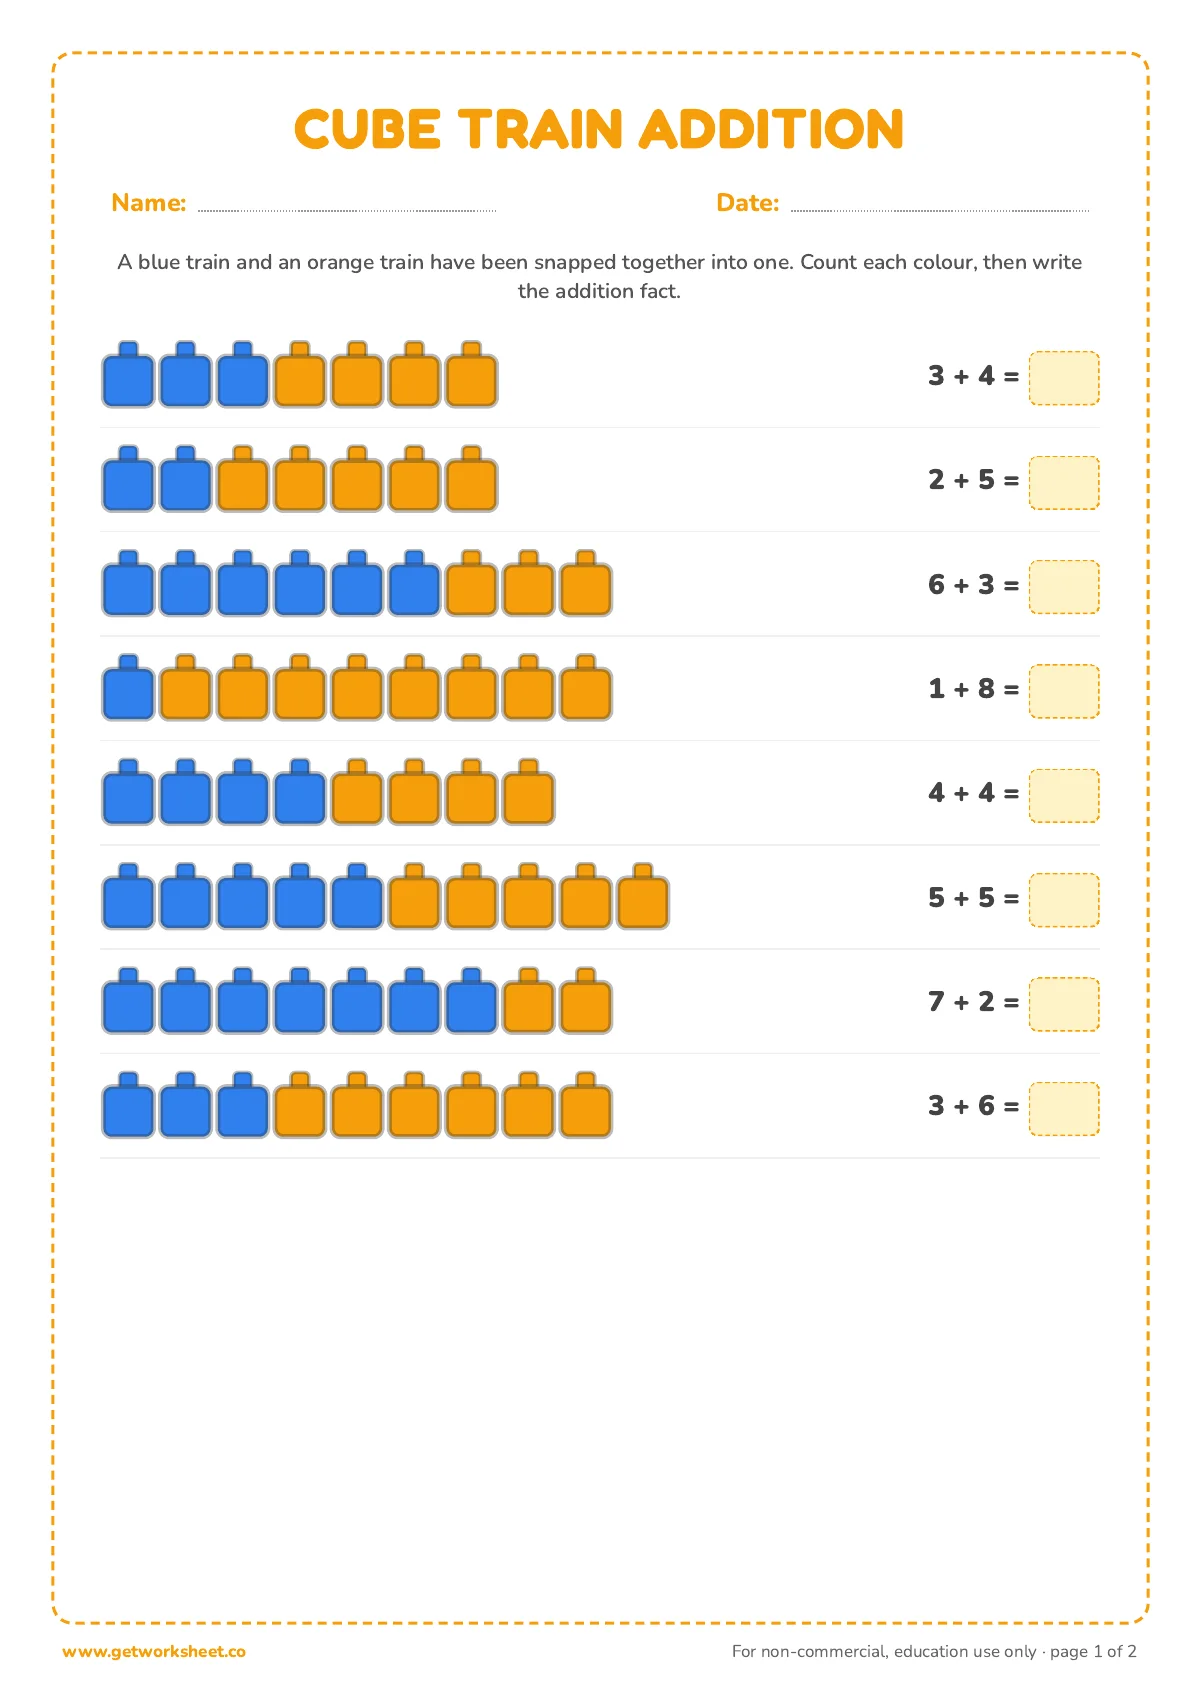 CUBE TRAIN ADDITION
Name:
Date:
A blue train and an orange train have been snapped together into one. Count each colour, then write
the addition fact.
3 + 4 =
2 + 5 =
6 + 3 =
1 + 8 =
4 + 4 =
5 + 5 =
7 + 2 =
3 + 6 =
www.getworksheet.co
For non-commercial, education use only · page 1 of 2